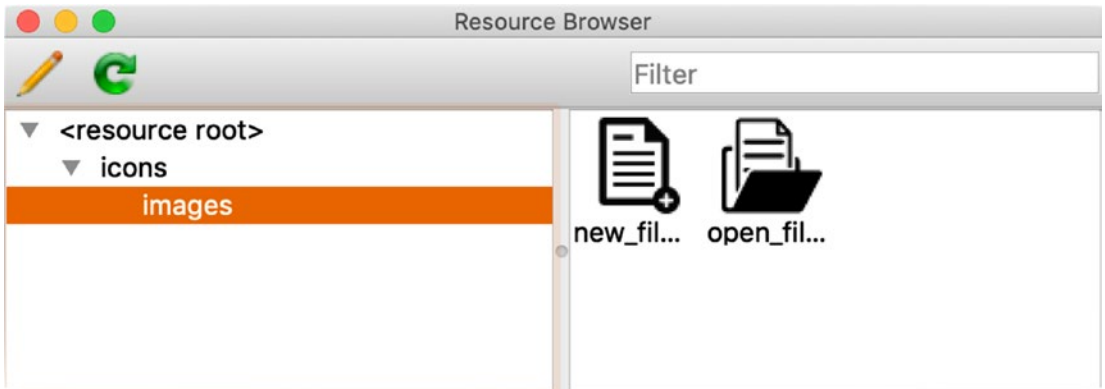 Resource Browser
Filter
<resource root>
icons
images
new_fil... open_fil...